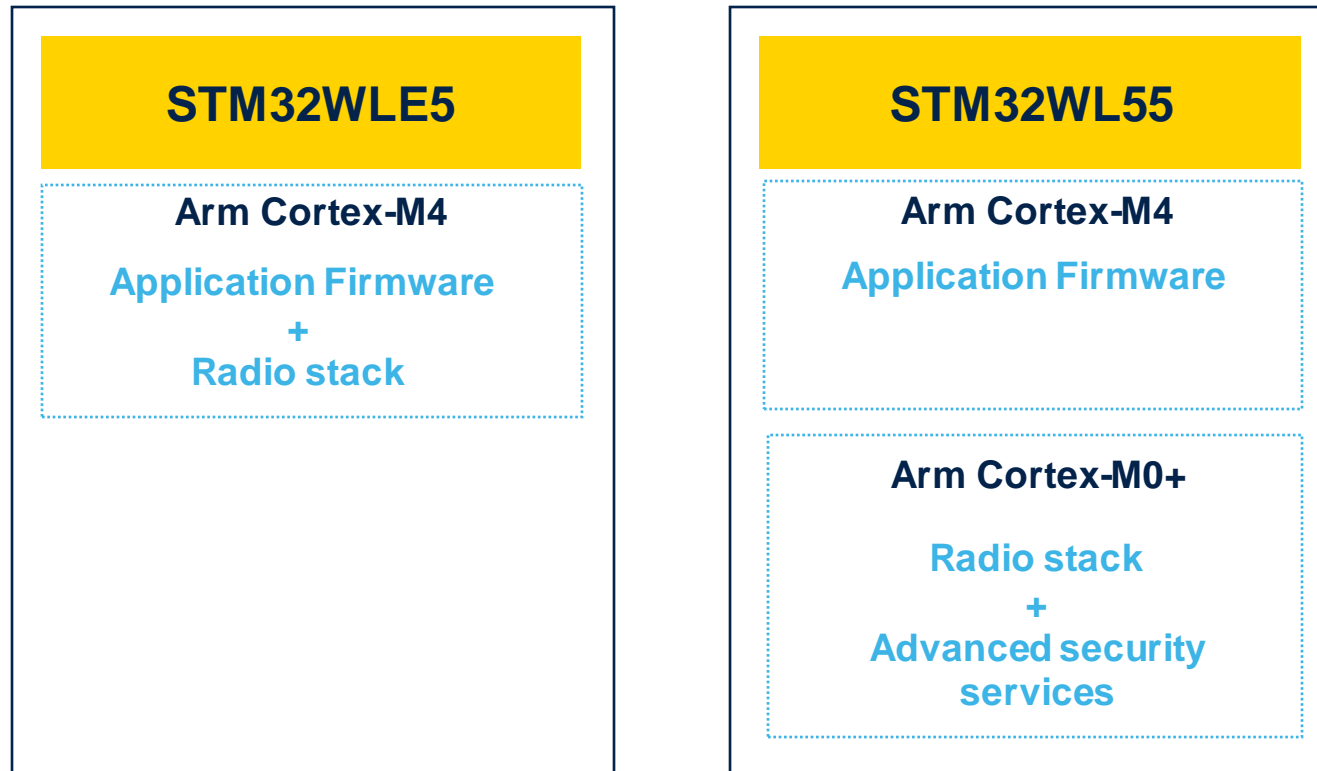 STM32WLE5
Arm Cortex-M4
Application Firmware
+
Radio stack
STM32WL55
Arm Cortex-M4
Application Firmware
Arm Cortex-M0+
Radio stack
+
Advanced security
services